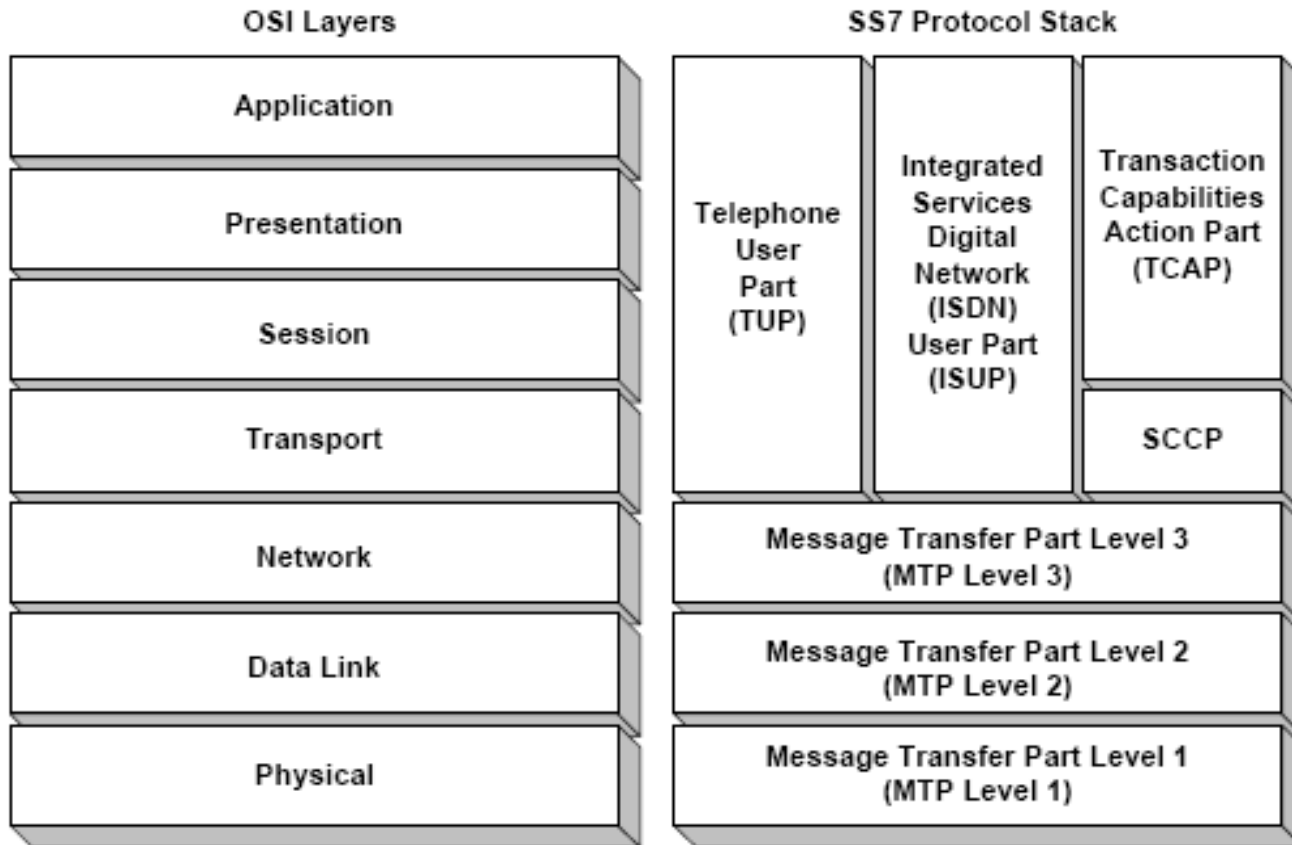 OSI Layers
Application
Presentation
Session
Transport
Network
Data Link
Physical
SS7 Protocol Stack
Telephone
User
Part
(TUP)
Integrated
Services
Digital
Network
(ISDN)
User Part
(ISUP)
Transaction
Capabilities
Action Part
(TCAP)
SCCP
Message Transfer Part Level 3
(MTP Level 3)
Message Transfer Part Level 2
(MTP Level 2)
Message Transfer Part Level 1
(MTP Level 1)